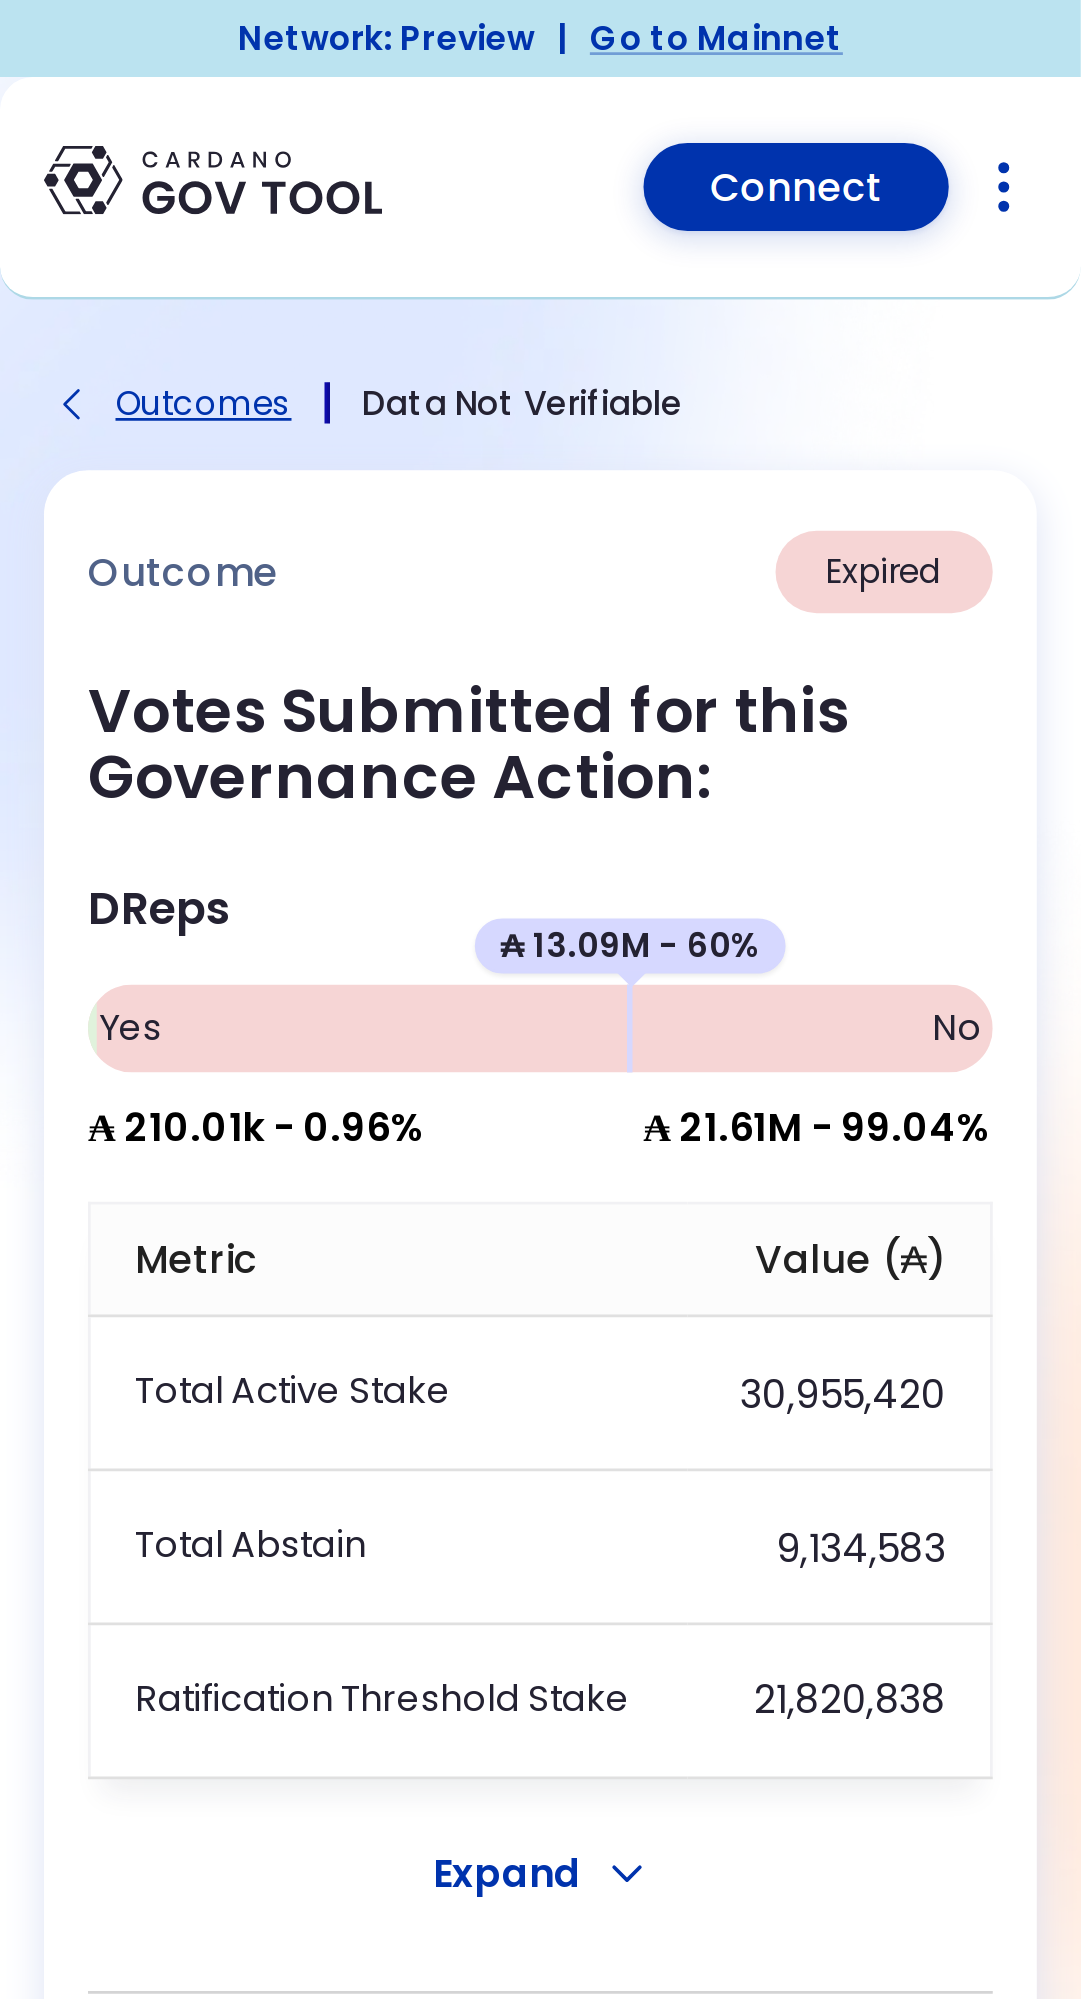 Network: Preview | Go to Mainnet
CARDANO
GOV TOOL
Connect
Outcomes | Data Not Verifiable
Outcome
Expired
Votes Submitted for this
Governance Action:
DReps
₳ 13.09M - 60%
Yes
No
₳ 210.01k - 0.96%
₳ 21.61M - 99.04%
Metric
Value (₳)
Total Active Stake
30,955,420
Total Abstain
9,134,583
Ratification Threshold Stake
21,820,838
Expand